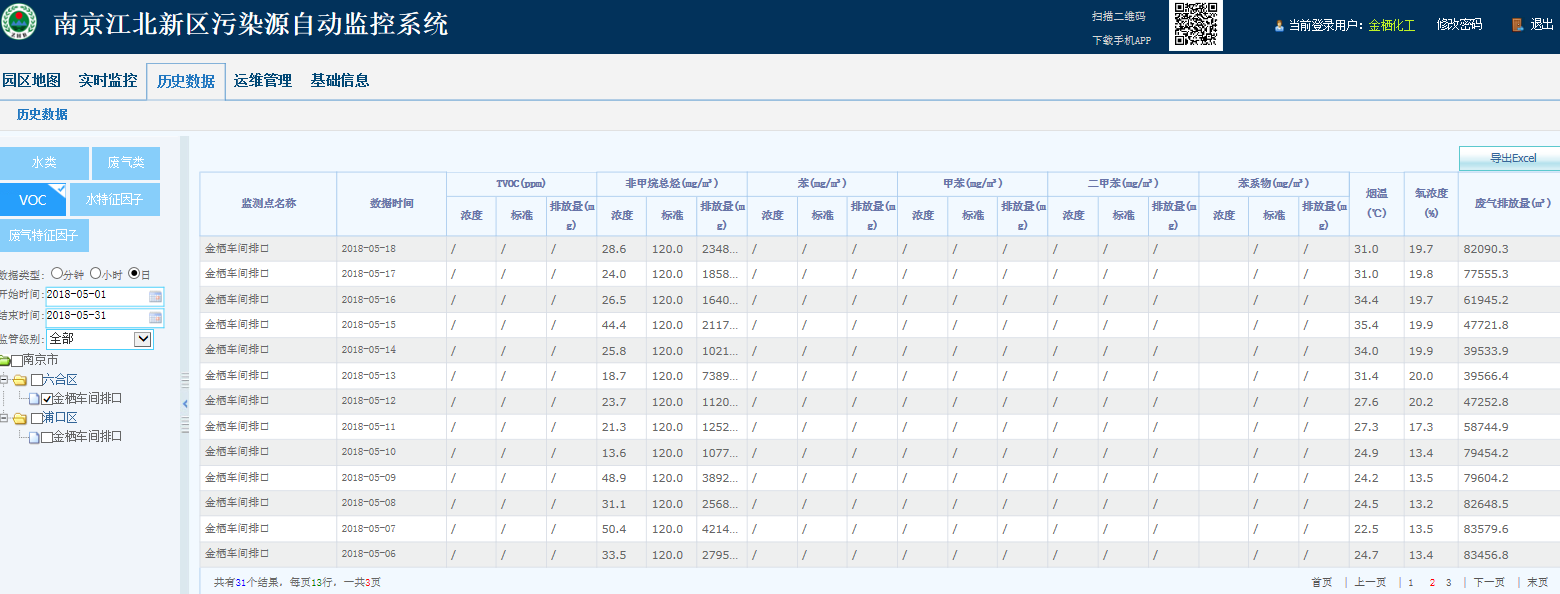 南京江北新区污染源自动监控系统
扫描二维码
下载手机APP
当前登录用户：金栖化工 修改密码 退出
园区地图 实时监控 历史数据 运维管理 基础信息
历史数据
水类 废气类
VOC 水特征因子
废气特征因子
数据类型：分钟 小时 日
开始时间：2018-05-01
结束时间：2018-05-31
监管级别：全部
南京市
六合区
金栖车间排口
浦口区
金栖车间排口
导出Excel
监测点名称 数据时间 TVOC(ppm) 非甲烷总烃(mg/m³) 苯(mg/m³) 甲苯(mg/m³) 二甲苯(mg/m³) 苯系物(mg/m³) 烟温(℃) 氧浓度(%) 废气排放量(m³)
浓度 标准 排放量(mg) 浓度 标准 排放量(mg) 浓度 标准 排放量(mg) 浓度 标准 排放量(mg) 浓度 标准 排放量(mg) 浓度 标准 排放量(mg)
金栖车间排口 2018-05-18 / / / 28.6 120.0 2348... / / / / / / / / / / / 31.0 19.7 82090.3
金栖车间排口 2018-05-17 / / / 24.0 120.0 1858... / / / / / / / / / / / 31.0 19.8 77555.3
金栖车间排口 2018-05-16 / / / 26.5 120.0 1640... / / / / / / / / / / / 34.4 19.7 61945.2
金栖车间排口 2018-05-15 / / / 44.4 120.0 2117... / / / / / / / / / / / 35.4 19.9 47721.8
金栖车间排口 2018-05-14 / / / 25.8 120.0 1021... / / / / / / / / / / / 34.0 19.9 39533.9
金栖车间排口 2018-05-13 / / / 18.7 120.0 7389... / / / / / / / / / / / 31.4 20.0 39566.4
金栖车间排口 2018-05-12 / / / 23.7 120.0 1120... / / / / / / / / / / / 27.6 20.2 47252.8
金栖车间排口 2018-05-11 / / / 21.3 120.0 1252... / / / / / / / / / / / 27.3 17.3 58744.9
金栖车间排口 2018-05-10 / / / 13.6 120.0 1077... / / / / / / / / / / / 24.9 13.4 79454.2
金栖车间排口 2018-05-09 / / / 48.9 120.0 3892... / / / / / / / / / / / 24.2 13.5 79604.2
金栖车间排口 2018-05-08 / / / 31.1 120.0 2568... / / / / / / / / / / / 24.5 13.2 82648.5
金栖车间排口 2018-05-07 / / / 50.4 120.0 4214... / / / / / / / / / / / 22.5 13.5 83579.6
金栖车间排口 2018-05-06 / / / 33.5 120.0 2795... / / / / / / / / / / / 24.7 13.4 83456.8
共有31个结果，每页13行，一共3页
首页 | 上一页 | 1 2 3 | 下一页 | 末页